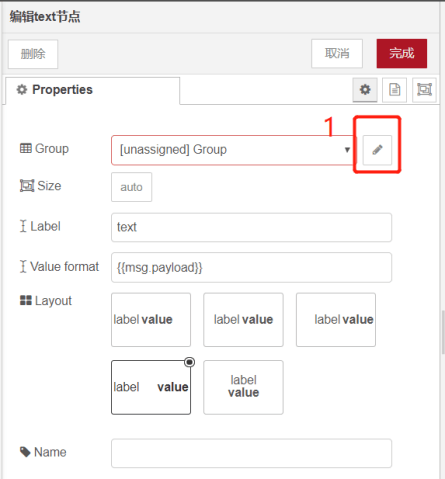 编辑text节点
删除 取消 完成
Properties
1
Group [unassigned] Group
Size auto
Label text
Value format {{msg.payload}}
Layout label value label value label value
label value label
value
Name